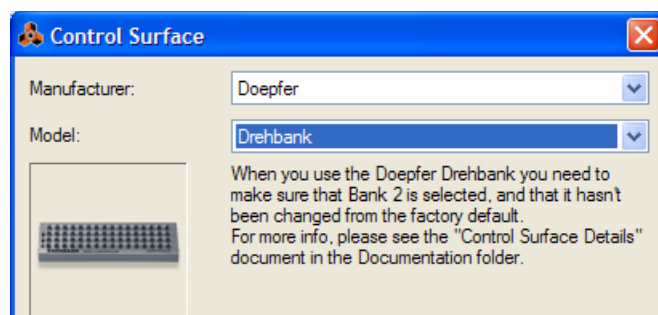 Control Surface
Manufacturer:
Doepfer
Model:
Drehbank
When you use the Doepfer Drehbank you need to
make sure that Bank 2 is selected, and that it hasn't
been changed from the factory default.
For more info, please see the "Control Surface Details"
document in the Documentation folder.